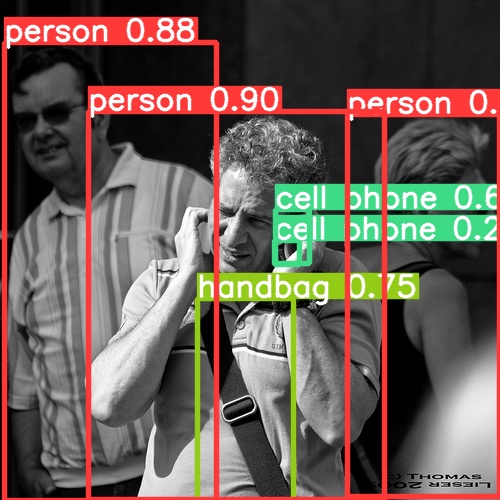 person 0.88
person 0.90
person 0.
cell phone 0.6
cell phone 0.2
handbag 0.75
(C) THOMAS
LIESER 200